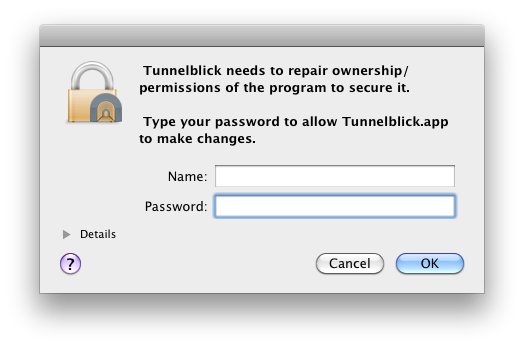 Tunnelblick needs to repair ownership/
permissions of the program to secure it.
Type your password to allow Tunnelblick.app
to make changes.
Name:
Password:
Details
?
Cancel
OK